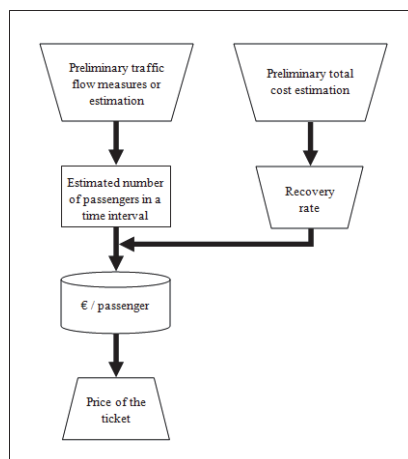 Preliminary traffic
flow measures or
estimation
Preliminary total
cost estimation
Estimated number
of passengers in a
time interval
Recovery
rate
€ / passenger
Price of the
ticket